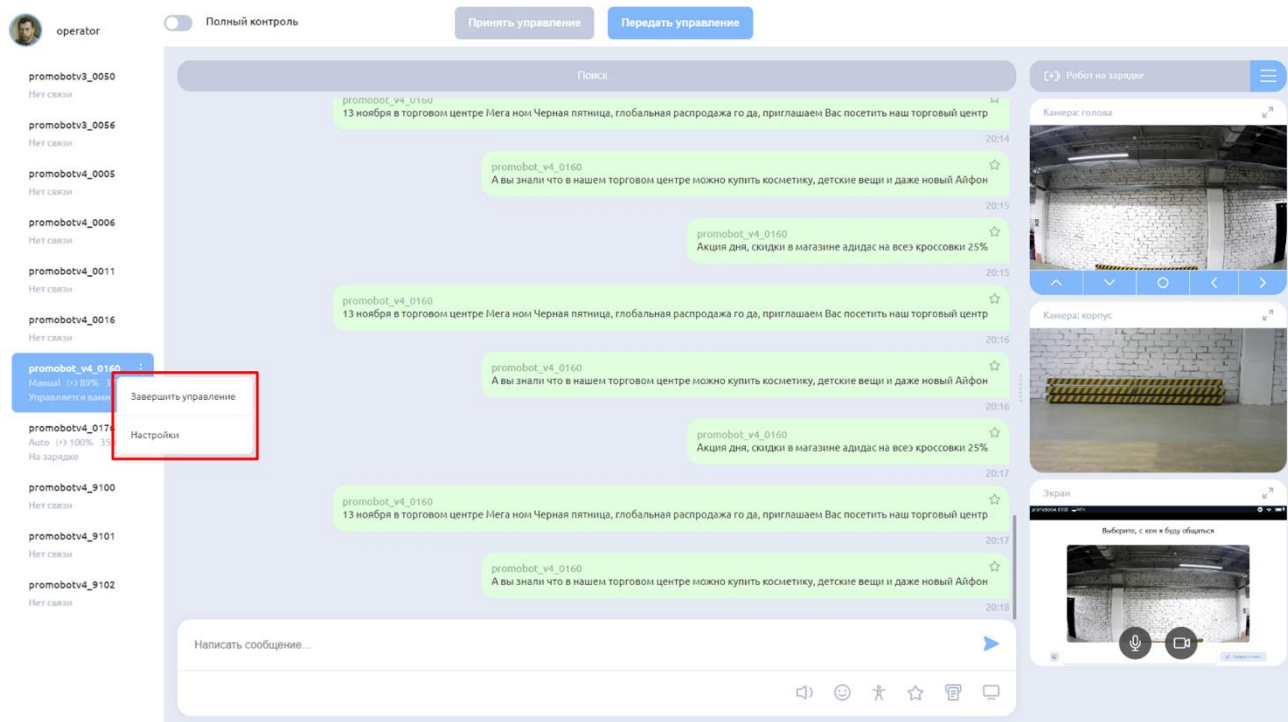 operator
Полный контроль
Принять управление
Передать управление
promobotv3_0050
Нет связи
promobotv3_0056
Нет связи
promobotv4_0005
Нет связи
promobotv4_0006
Нет связи
promobotv4_0011
Нет связи
promobotv4_0016
Нет связи
promobot_v4_0160
Manual 89%
Управляется вами
Завершить управление
Настройки
promobotv4_017
Auto 100%
На зарядке
promobotv4_9100
Нет связи
promobotv4_9101
Нет связи
promobotv4_9102
Нет связи
Поиск...
promobot_v4_0160
13 ноября в торговом центре Мега ном Черная пятница, глобальная распродажа го да, приглашаем Вас посетить наш торговый центр
20:14
promobot_v4_0160
А вы знали что в нашем торговом центре можно купить косметику, детские вещи и даже новый Айфон
20:15
promobot_v4_0160
Акция дня, скидки в магазине адидас на всеэ кроссовки 25%
20:15
promobot_v4_0160
13 ноября в торговом центре Мега ном Черная пятница, глобальная распродажа го да, приглашаем Вас посетить наш торговый центр
20:16
promobot_v4_0160
А вы знали что в нашем торговом центре можно купить косметику, детские вещи и даже новый Айфон
20:16
promobot_v4_0160
Акция дня, скидки в магазине адидас на всеэ кроссовки 25%
20:17
promobot_v4_0160
13 ноября в торговом центре Мега ном Черная пятница, глобальная распродажа го да, приглашаем Вас посетить наш торговый центр
20:17
promobot_v4_0160
А вы знали что в нашем торговом центре можно купить косметику, детские вещи и даже новый Айфон
20:18
Написать сообщение...
Робот на зарядке
Камера: голова
Камера: корпус
Экран
Выберите, с кем я буду общаться